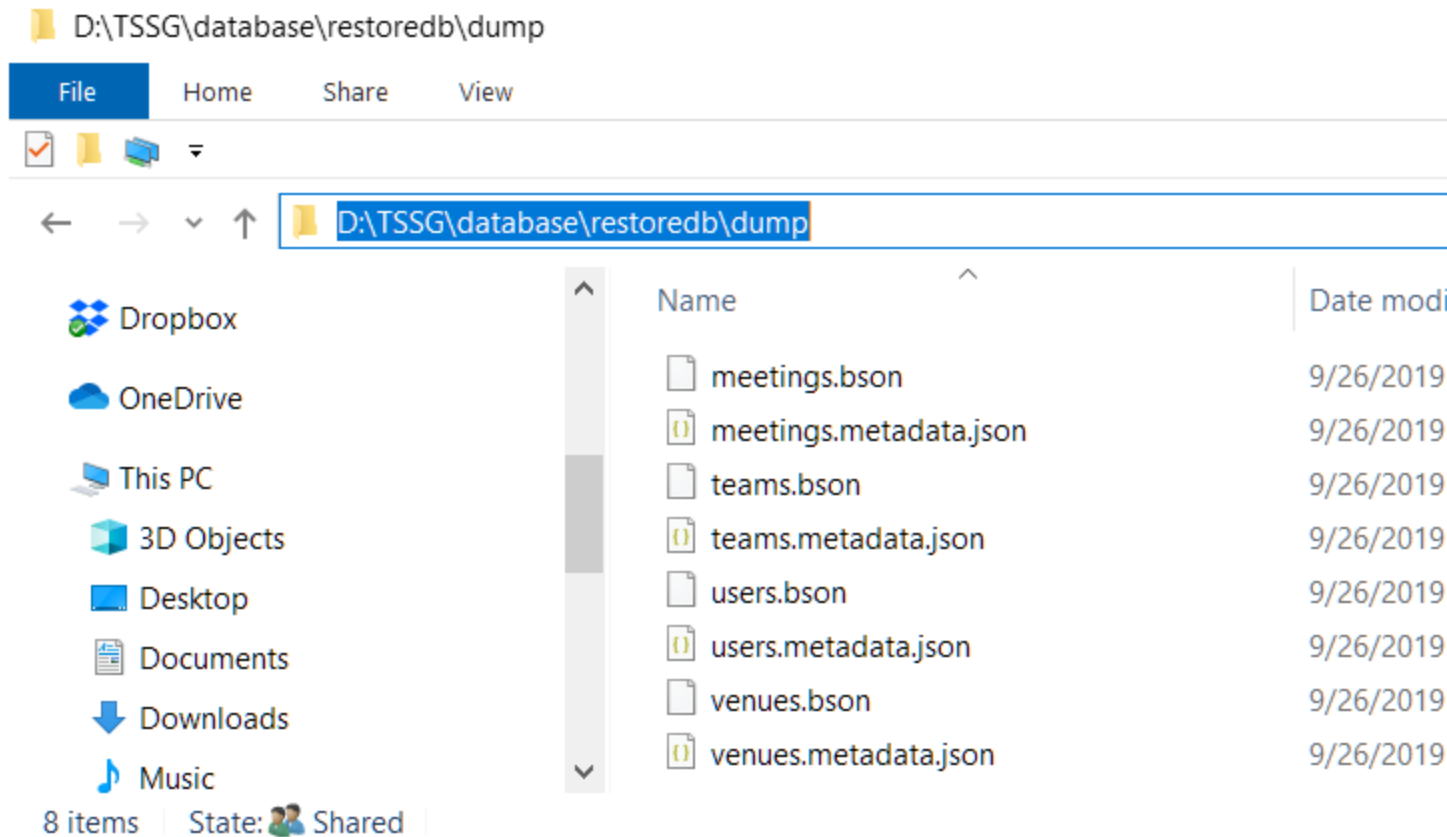 D:\TSSG\database\restoredb\dump
File Home Share View
D:\TSSG\database\restoredb\dump
Dropbox
OneDrive
This PC
3D Objects
Desktop
Documents
Downloads
Music
Name Date modi
meetings.bson 9/26/2019
meetings.metadata.json 9/26/2019
teams.bson 9/26/2019
teams.metadata.json 9/26/2019
users.bson 9/26/2019
users.metadata.json 9/26/2019
venues.bson 9/26/2019
venues.metadata.json 9/26/2019
8 items State: Shared